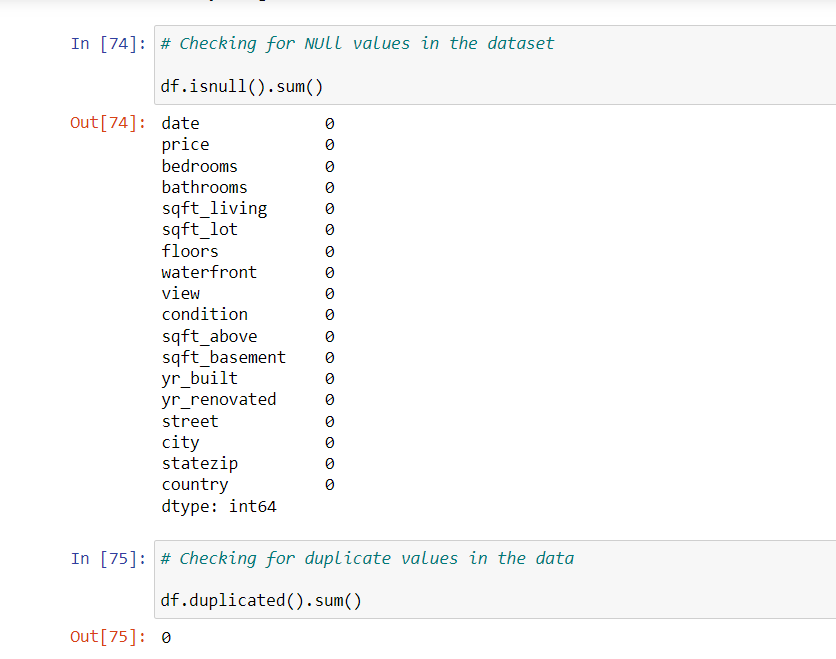 In [74]: # Checking for NUll values in the dataset
df.isnull().sum()
Out[74]: date 0
price 0
bedrooms 0
bathrooms 0
sqft_living 0
sqft_lot 0
floors 0
waterfront 0
view 0
condition 0
sqft_above 0
sqft_basement 0
yr_built 0
yr_renovated 0
street 0
city 0
statezip 0
country 0
dtype: int64
In [75]: # Checking for duplicate values in the data
df.duplicated().sum()
Out[75]: 0